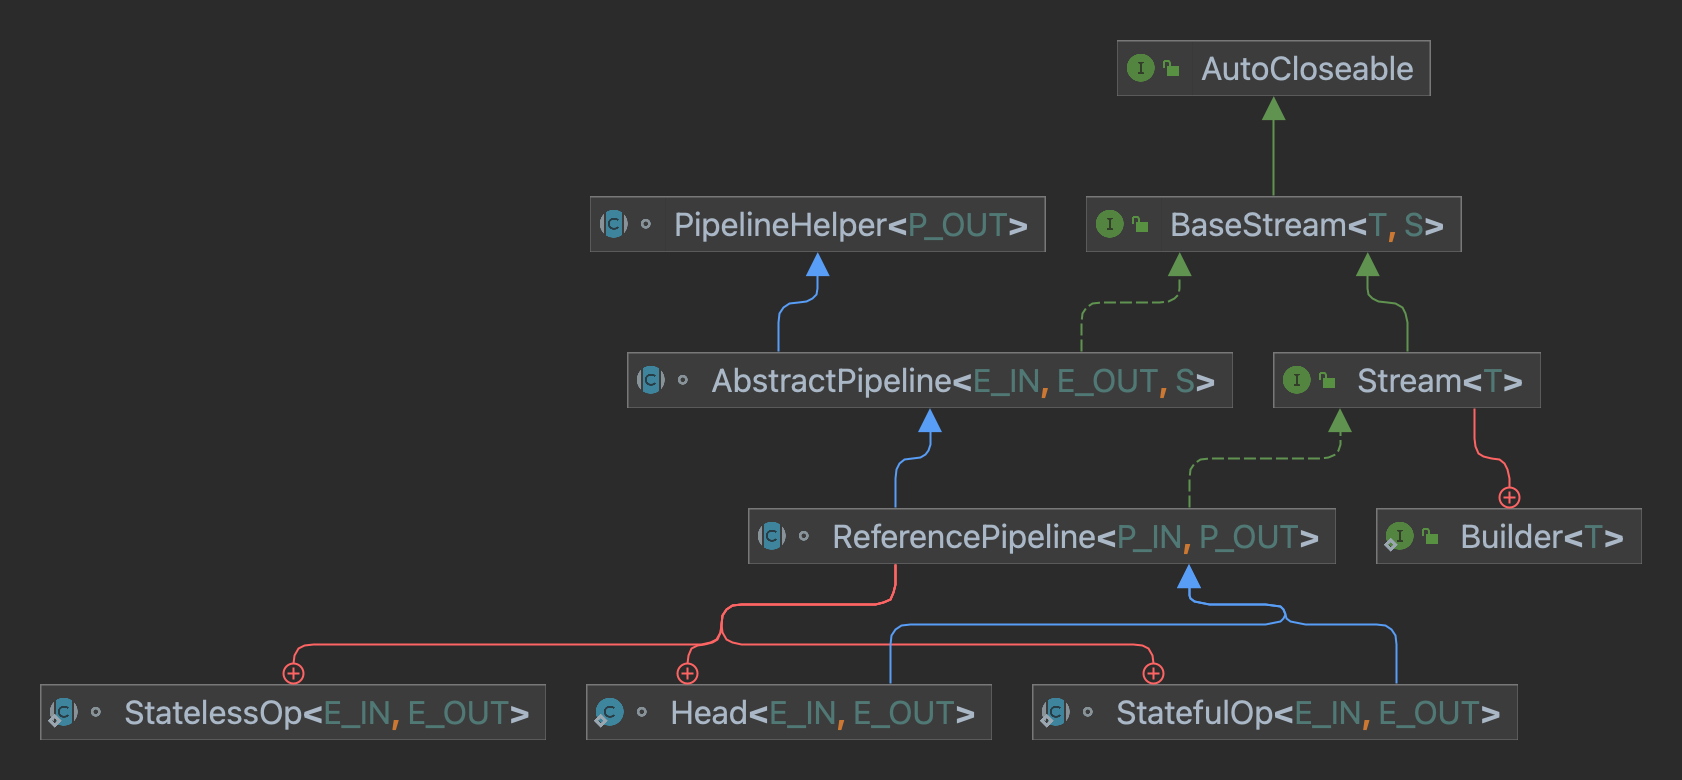 AutoCloseable
PipelineHelper<P_OUT>
BaseStream<T, S>
AbstractPipeline<E_IN, E_OUT, S>
Stream<T>
ReferencePipeline<P_IN, P_OUT>
Builder<T>
StatelessOp<E_IN, E_OUT>
Head<E_IN, E_OUT>
StatefulOp<E_IN, E_OUT>